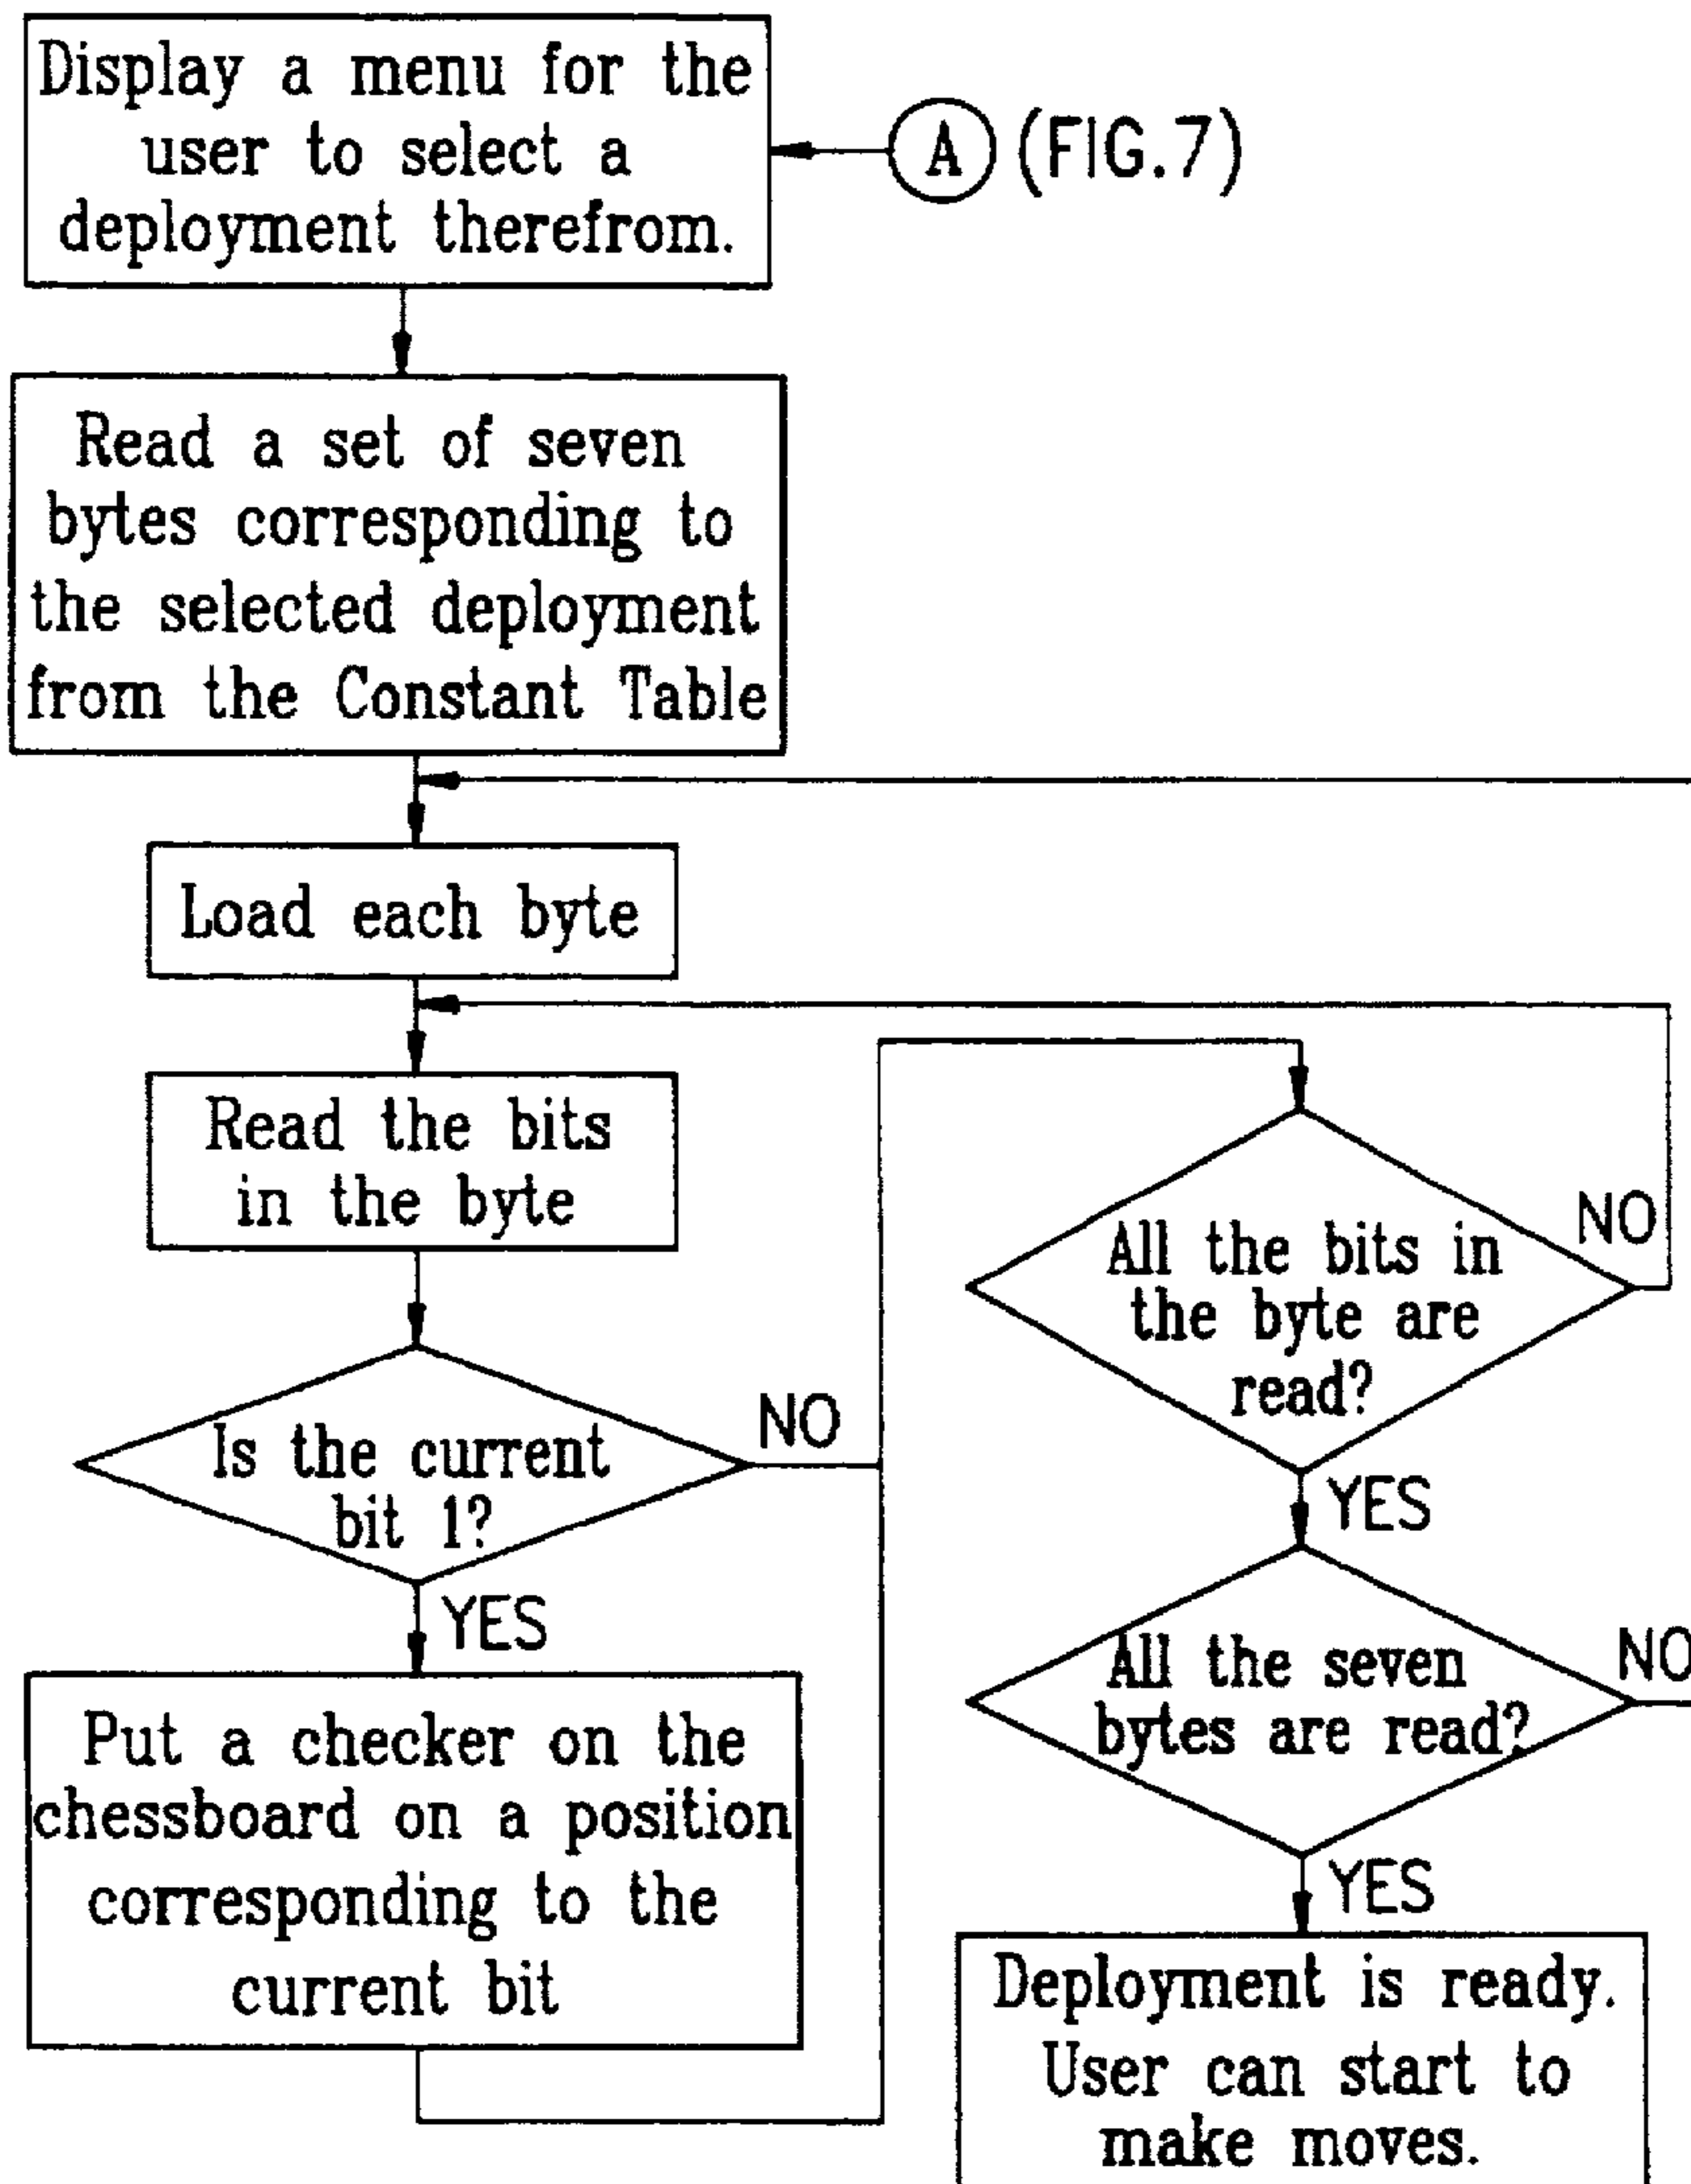 Display a menu for the
user to select a
deployment therefrom.
A (FIG.7)
Read a set of seven
bytes corresponding to
the selected deployment
from the Constant Table
Load each byte
Read the bits
in the byte
Is the current
bit 1?
NO
YES
Put a checker on the
chessboard on a position
corresponding to the
current bit
All the bits in
the byte are
read?
NO
YES
All the seven
bytes are read?
NO
YES
Deployment is ready.
User can start to
make moves.